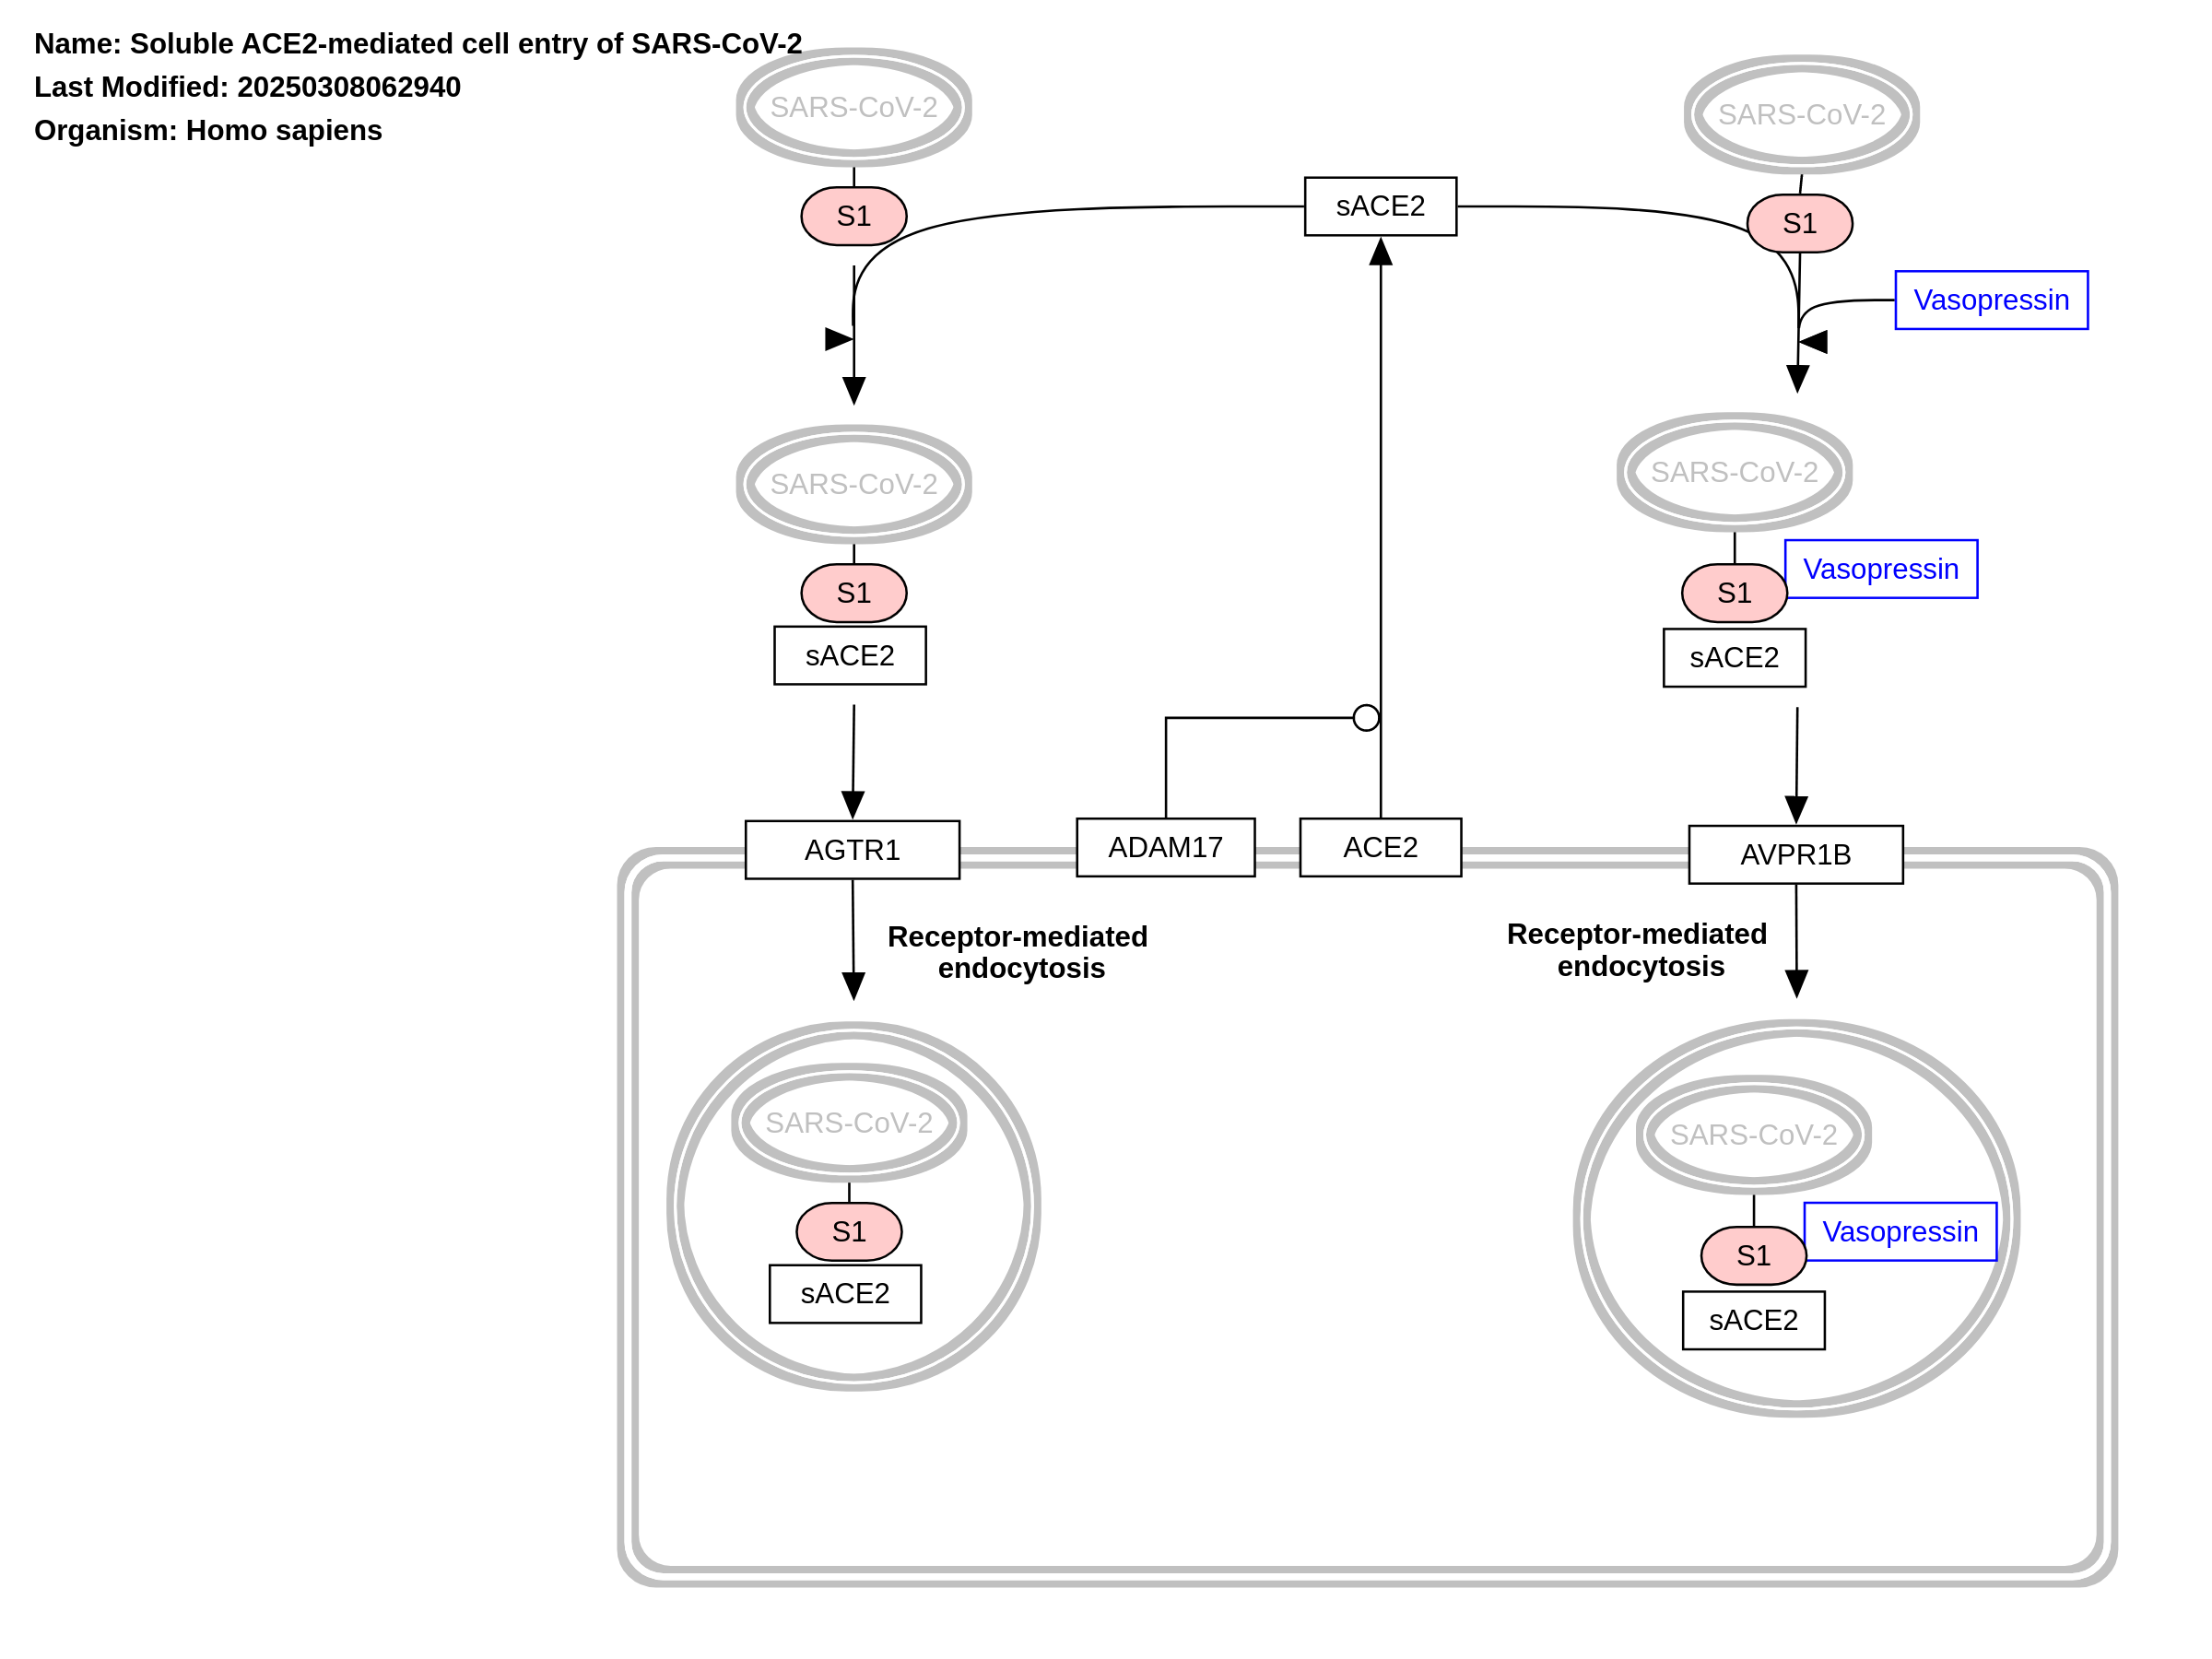 Name: Soluble ACE2-mediated cell entry of SARS-CoV-2
Last Modified: 20250308062940
Organism: Homo sapiens
SARS-CoV-2
SARS-CoV-2
S1
sACE2
S1
Vasopressin
SARS-CoV-2
SARS-CoV-2
S1
S1
Vasopressin
sACE2
sACE2
AGTR1
ADAM17
ACE2
AVPR1B
Receptor-mediated
endocytosis
Receptor-mediated
endocytosis
SARS-CoV-2
SARS-CoV-2
S1
S1
Vasopressin
sACE2
sACE2